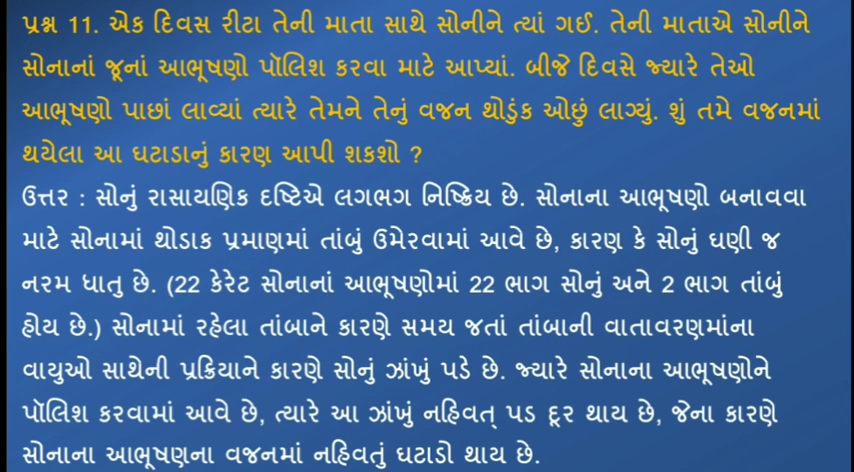 પ્રશ્ન 11. એક દિવસ રીટા તેની માતા સાથે સોનીને ત્યાં ગઈ. તેની માતાએ સોનીને
સોનાનાં જૂનાં આભૂષણો પૉલિશ કરવા માટે આપ્યાં. બીજે દિવસે જ્યારે તેઓ
આભૂષણો પાછાં લાવ્યાં ત્યારે તેમને તેનું વજન થોડુંક ઓછું લાગ્યું. શું તમે વજનમાં
થયેલા આ ઘટાડાનું કારણ આપી શકશો ?
ઉત્તર : સોનું રાસાયણિક દષ્ટિએ લગભગ નિષ્ક્રિય છે. સોનાના આભૂષણો બનાવવા
માટે સોનામાં થોડાક પ્રમાણમાં તાંબું ઉમેરવામાં આવે છે, કારણ કે સોનું ઘણી જ
નરમ ધાતુ છે. (22 કેરેટ સોનાનાં આભૂષણોમાં 22 ભાગ સોનું અને 2 ભાગ તાંબું
હોય છે.) સોનામાં રહેલા તાંબાને કારણે સમય જતાં તાંબાની વાતાવરણમાંના
વાયુઓ સાથેની પ્રક્રિયાને કારણે સોનું ઝાંખું પડે છે. જ્યારે સોનાના આભૂષણોને
પૉલિશ કરવામાં આવે છે, ત્યારે આ ઝાંખું નહિવત્ પડ દૂર થાય છે, જેના કારણે
સોનાના આભૂષણના વજનમાં નહિવતું ઘટાડો થાય છે.